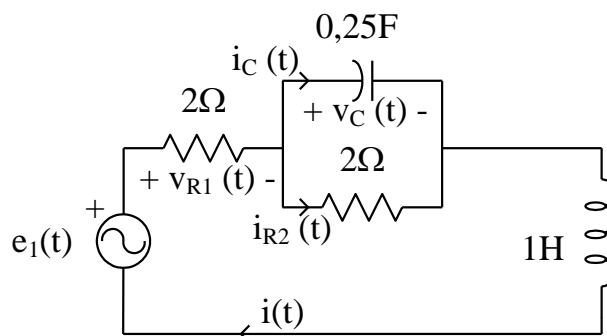 0,25F
i_C (t)
2Ω
+ v_C (t) -
2Ω
+ v_R1 (t) -
+
i_R2 (t)
e_1(t)
1H
i(t)